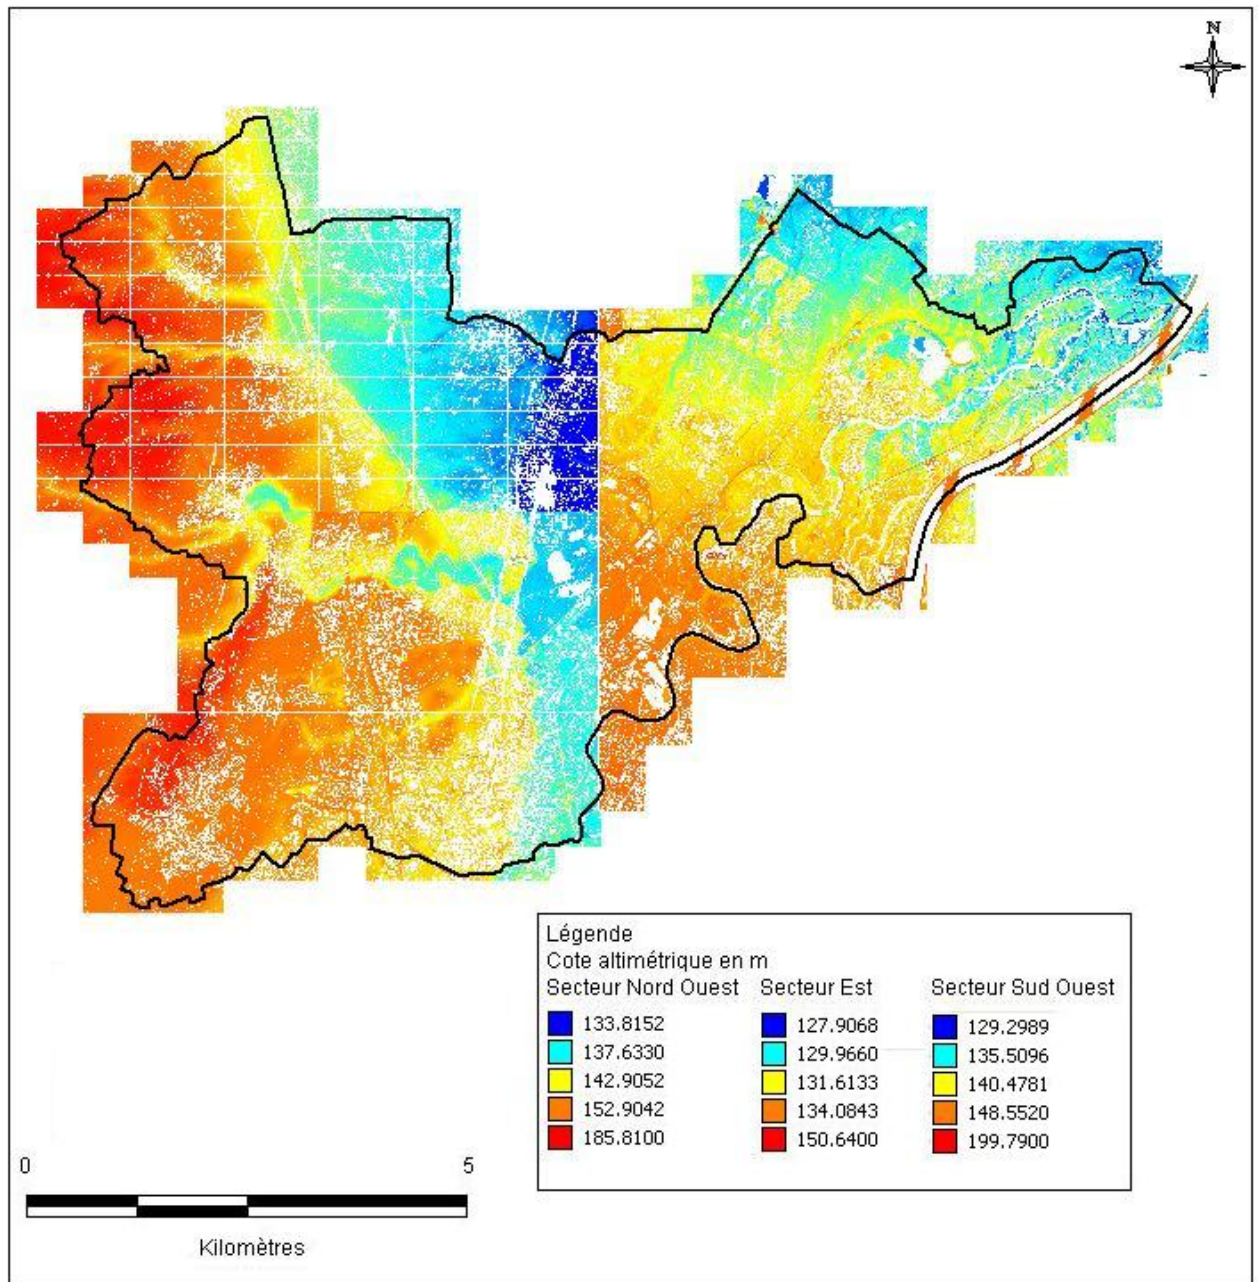 N
Légende
Cote altimétrique en m
Secteur Nord Ouest Secteur Est Secteur Sud Ouest
133.8152 127.9068 129.2989
137.6330 129.9660 135.5096
142.9052 131.6133 140.4781
152.9042 134.0843 148.5520
185.8100 150.6400 199.7900
0 5
Kilomètres